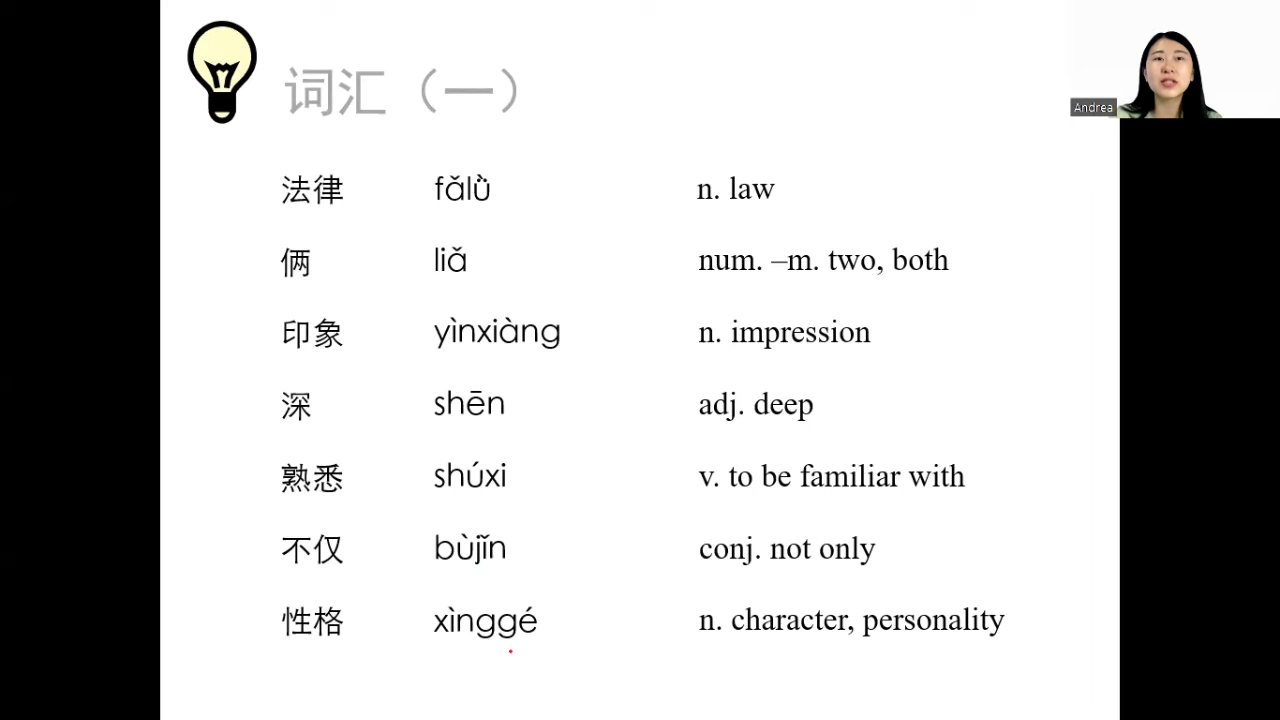 词汇（一）
Andrea
法律 fǎlǜ n. law
俩 liǎ num. –m. two, both
印象 yìnxiàng n. impression
深 shēn adj. deep
熟悉 shúxi v. to be familiar with
不仅 bùjǐn conj. not only
性格 xìnggé n. character, personality